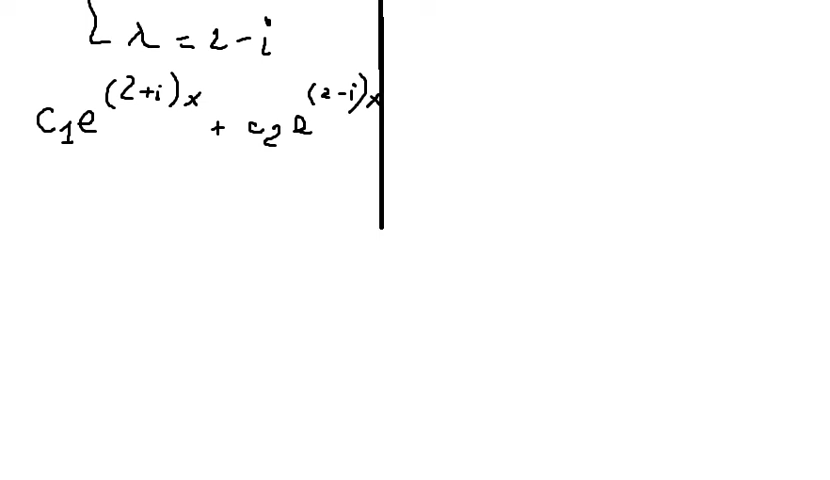 { λ = 2-i
C₁e^(2+i)x + c₂e^(2-i)x